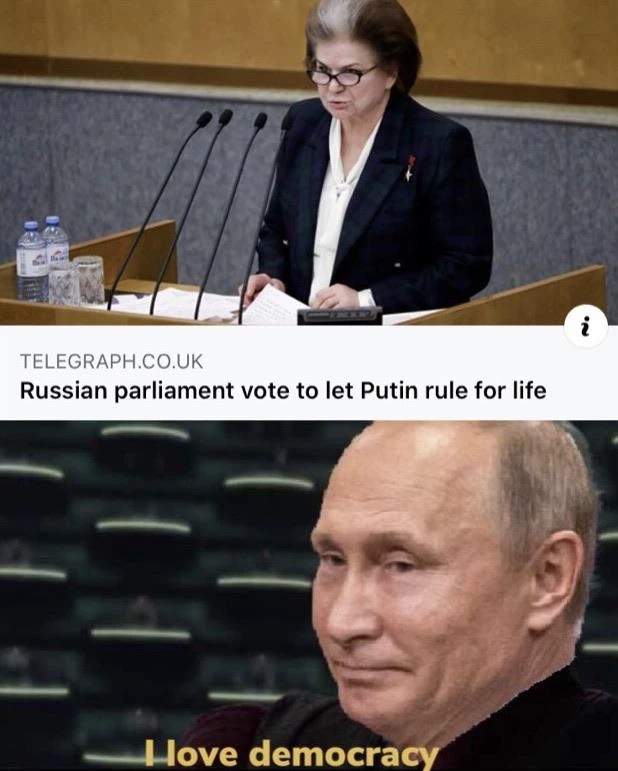 TELEGRAPH.CO.UK
Russian parliament vote to let Putin rule for life
I love democracy